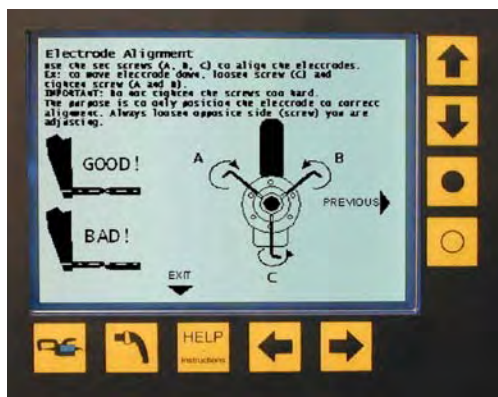 Electrode Alignment
Use the set screws (A, B, C) to align the electrodes.
Ex: to move electrode down, loosen screw (C) and
tighten screw (A and B).
IMPORTANT: Do not tighten the screws too hard.
The purpose is to only position the electrode to correct
alignment. Always loosen opposite side (screw) you are
adjusting.
GOOD!
A
B
PREVIOUS
BAD!
EXIT
C
HELP
Instructions